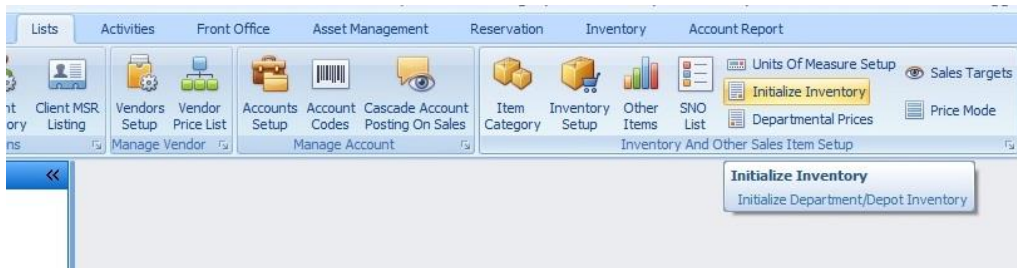 Lists Activities Front Office Asset Management Reservation Inventory Account Report
Client MSR Listing
Vendors Setup
Vendor Price List
Accounts Setup
Account Codes
Cascade Account Posting On Sales
Item Category
Inventory Setup
Other Items
SNO List
Units Of Measure Setup
Initialize Inventory
Departmental Prices
Sales Targets
Price Mode
Manage Vendor Manage Account Inventory And Other Sales Item Setup
Initialize Inventory
Initialize Department/Depot Inventory